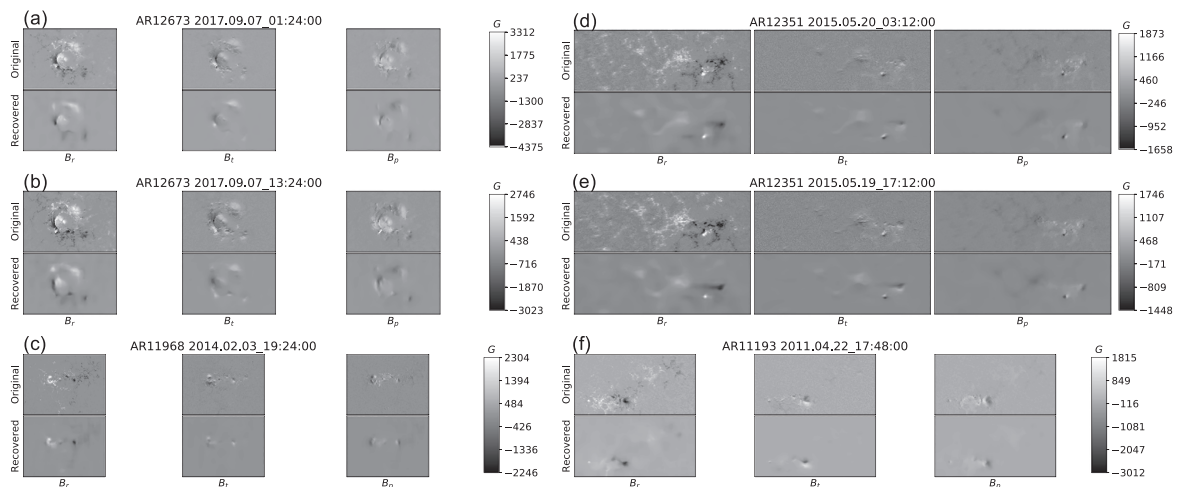 (a)
AR12673 2017.09.07_01:24:00
Original
Recovered
B_r
B_t
B_p
G
3312
1775
237
−1300
−2837
−4375
(b)
AR12673 2017.09.07_13:24:00
Original
Recovered
B_r
B_t
B_p
G
2746
1592
438
−716
−1870
−3023
(c)
AR11968 2014.02.03_19:24:00
Original
Recovered
B_r
B_t
B_p
G
2304
1394
484
−426
−1336
−2246
(d)
AR12351 2015.05.20_03:12:00
Original
Recovered
B_r
B_t
B_p
G
1873
1166
460
−246
−952
−1658
(e)
AR12351 2015.05.19_17:12:00
Original
Recovered
B_r
B_t
B_p
G
1746
1107
468
−171
−809
−1448
(f)
AR11193 2011.04.22_17:48:00
Original
Recovered
B_r
B_t
B_p
G
1815
849
−116
−1081
−2047
−3012